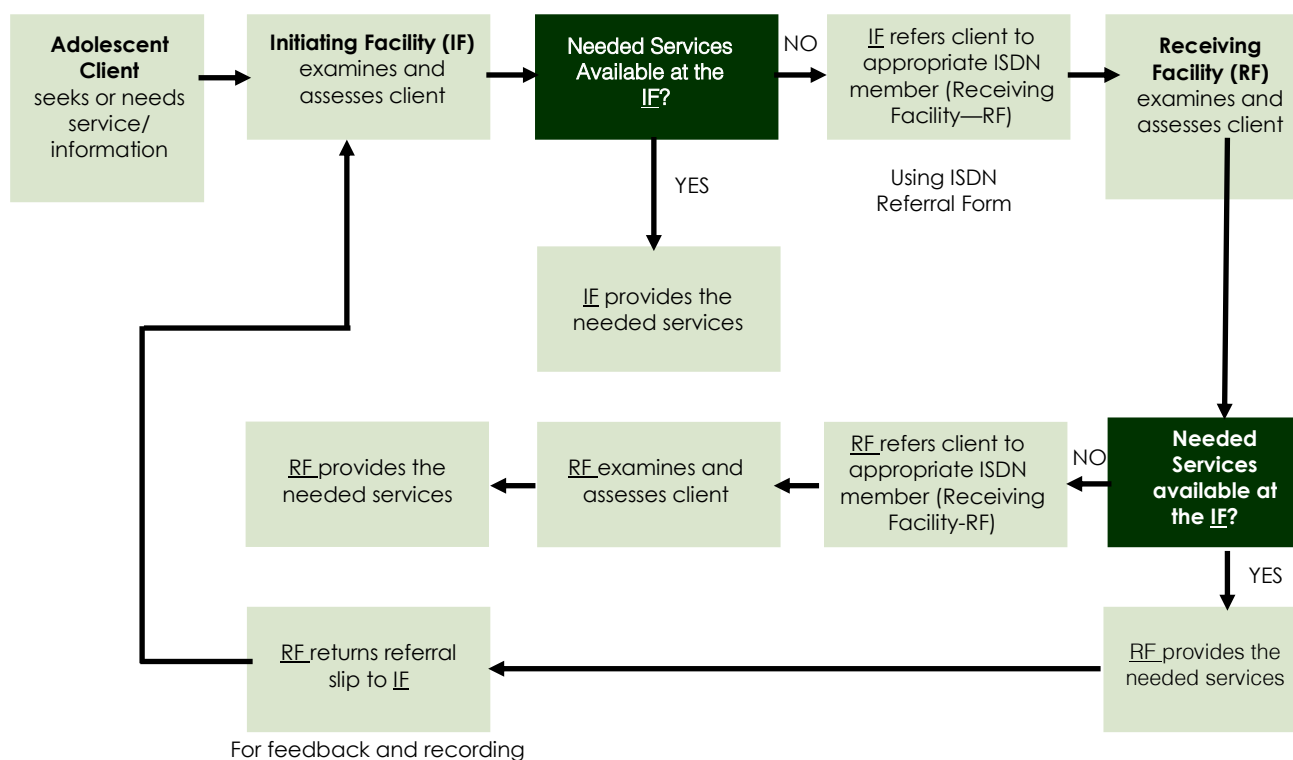 Adolescent
Client
seeks or needs
service/
information
Initiating Facility (IF)
examines and
assesses client
Needed Services
Available at the
IF?
NO
IF refers client to
appropriate ISDN
member (Receiving
Facility—RF)
Receiving
Facility (RF)
examines and
assesses client
YES
Using ISDN
Referral Form
IF provides the
needed services
RF provides the
needed services
RF examines and
assesses client
RF refers client to
appropriate ISDN
member (Receiving
Facility-RF)
NO
Needed
Services
available at
the IF?
YES
RF returns referral
slip to IF
RF provides the
needed services
For feedback and recording